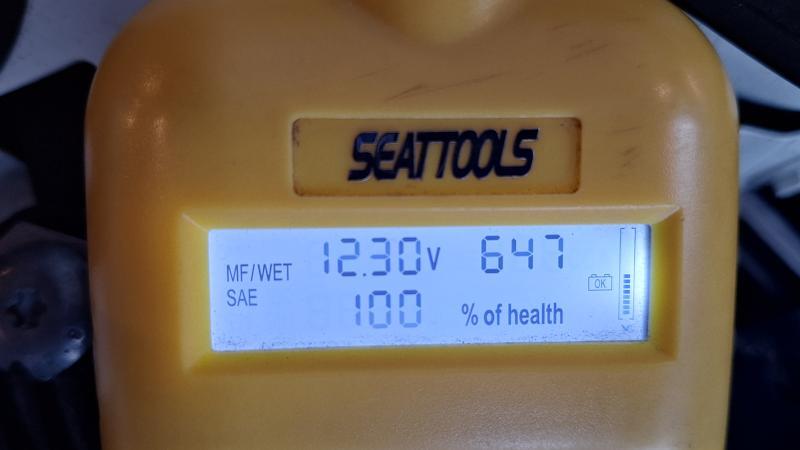 SEATTOOLS
MF/WET 12.30V 647
SAE 100 % of health
OK